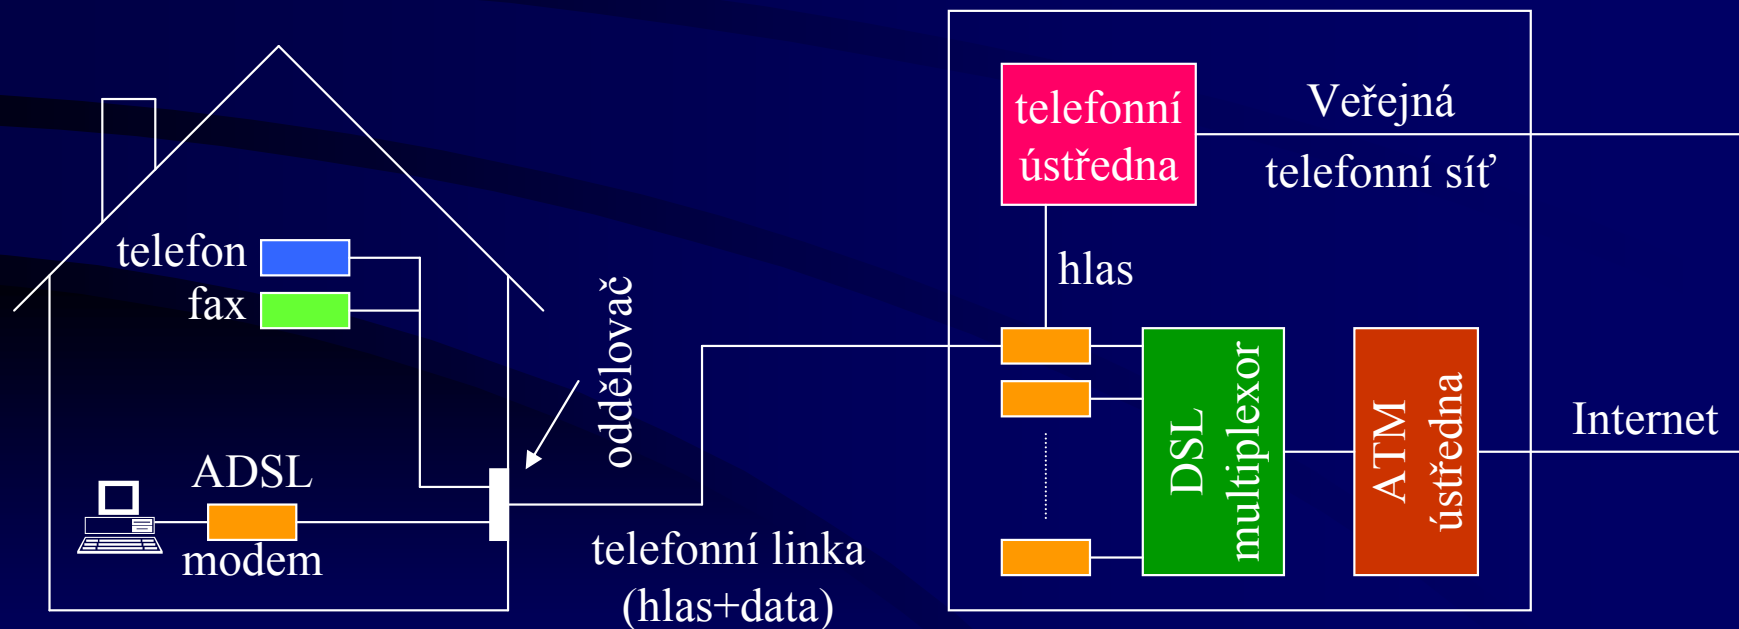 telefon
fax
ADSL
modem
oddělovač
telefonní linka
(hlas+data)
telefonní
ústředna
Veřejná
telefonní síť
hlas
DSL
multiplexor
ATM
ústředna
Internet